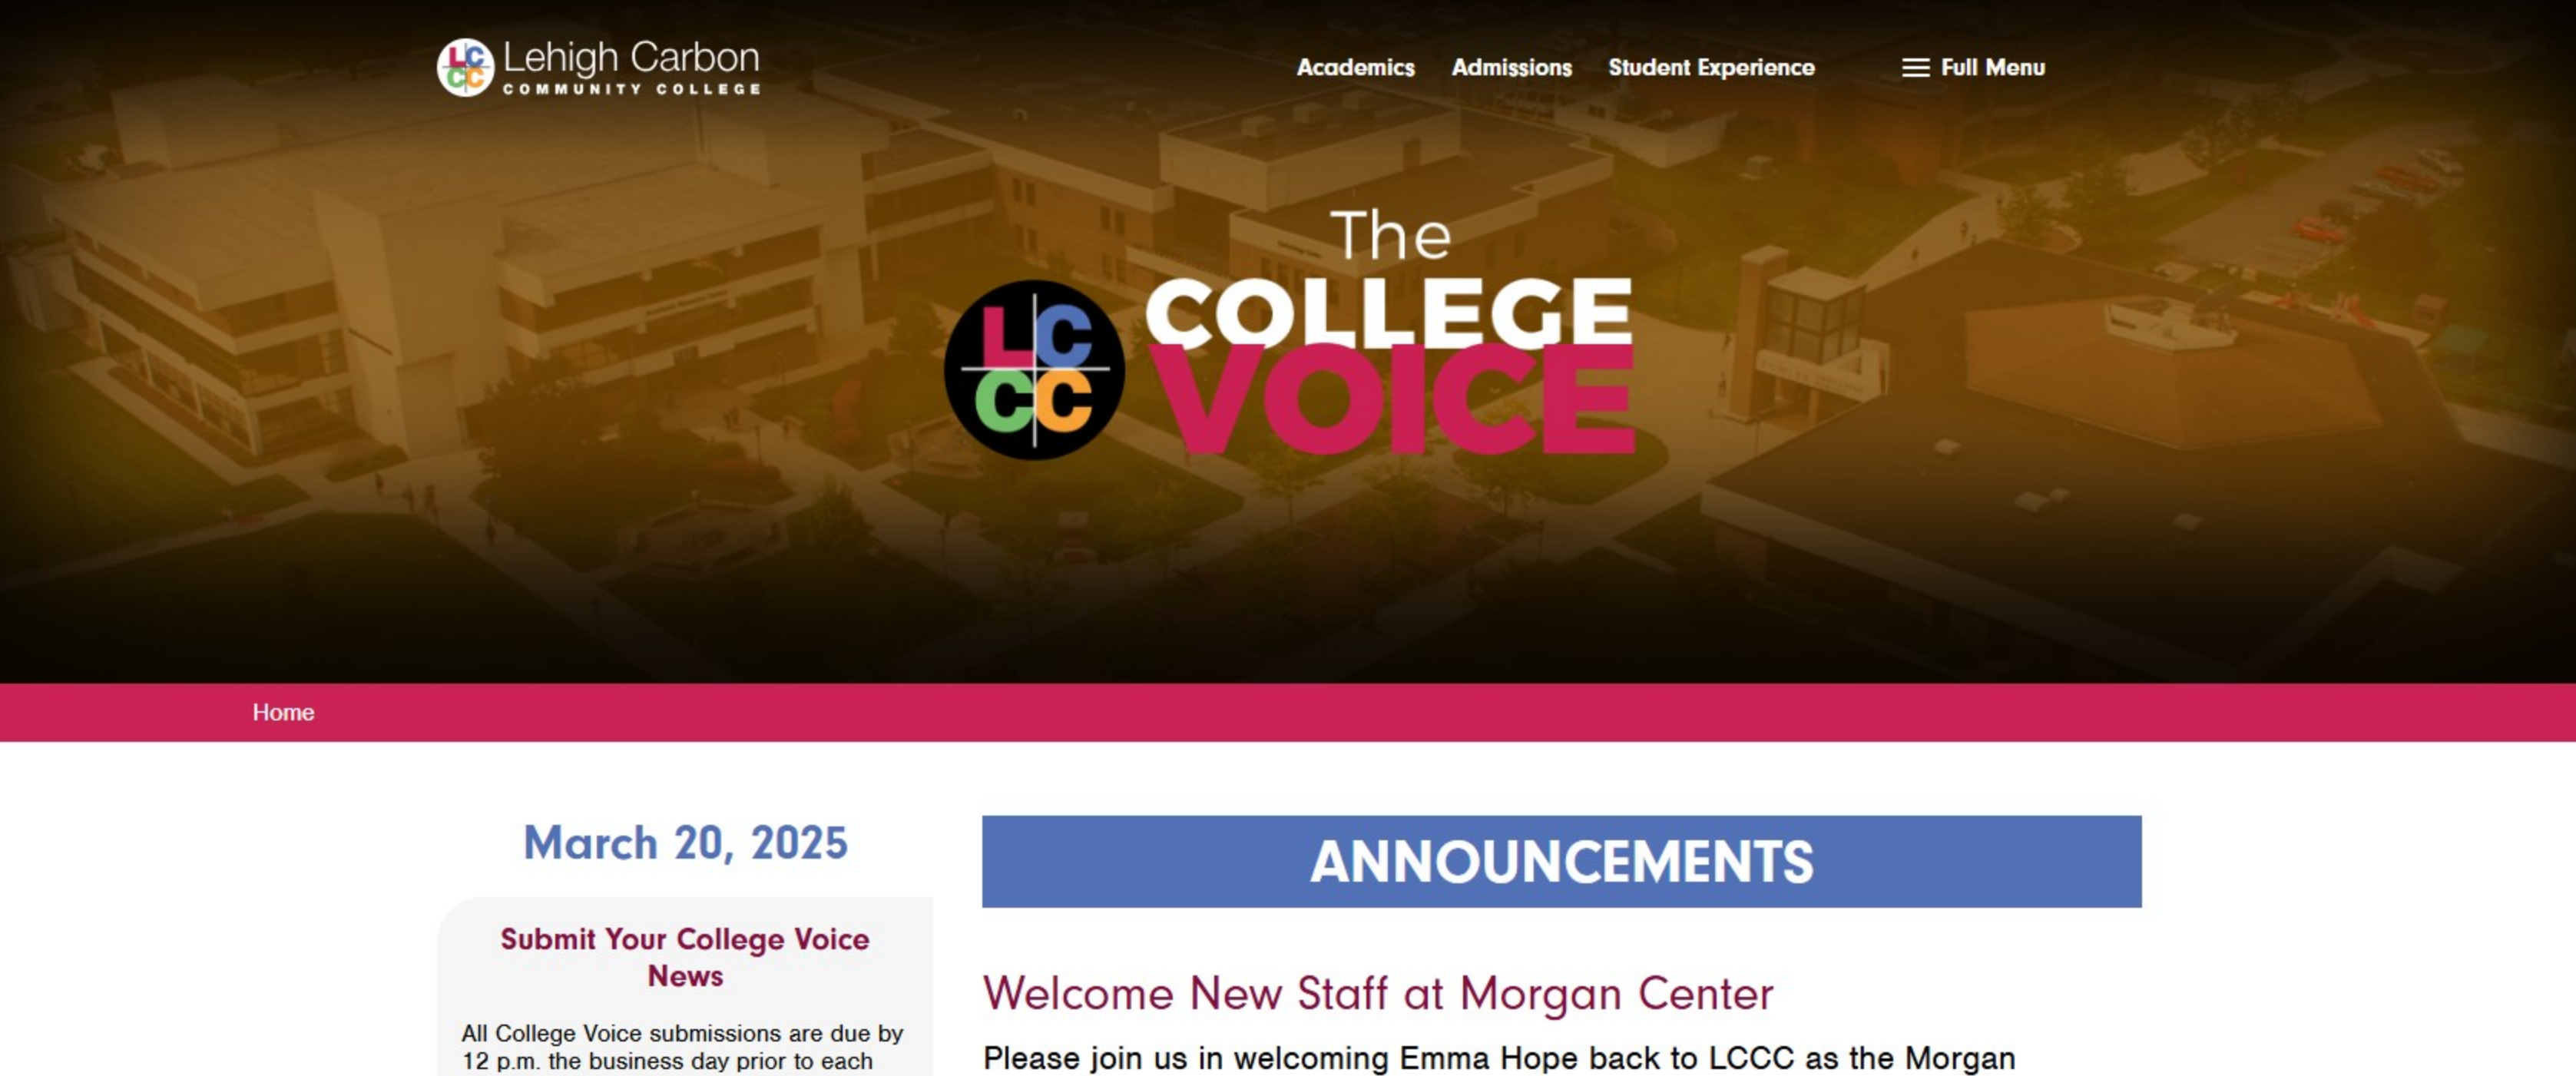 LC
CC
Lehigh Carbon
COMMUNITY COLLEGE
Academics
Admissions
Student Experience
Full Menu
The
LC
CC
COLLEGE
VOICE
Home
March 20, 2025
Submit Your College Voice
News
All College Voice submissions are due by
12 p.m. the business day prior to each
ANNOUNCEMENTS
Welcome New Staff at Morgan Center
Please join us in welcoming Emma Hope back to LCCC as the Morgan